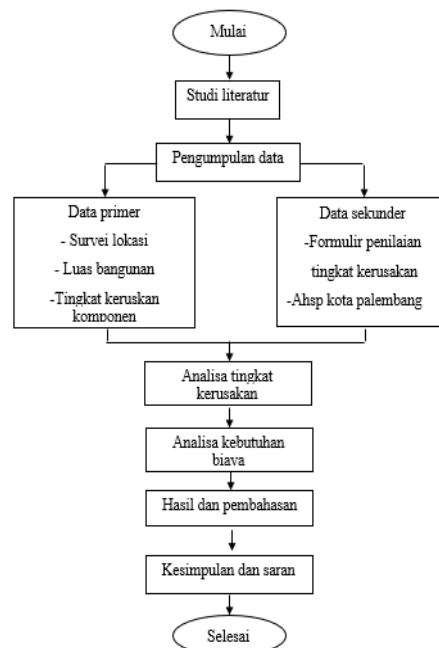 Mulai
Studi literatur
Pengumpulan data
Data primer
- Survei lokasi
- Luas bangunan
-Tingkat keruskan
komponen
Data sekunder
-Formulir penilaian
tingkat kerusakan
-Ahsp kota palembang
Analisa tingkat
kerusakan
Analisa kebutuhan
biaya
Hasil dan pembahasan
Kesimpulan dan saran
Selesai